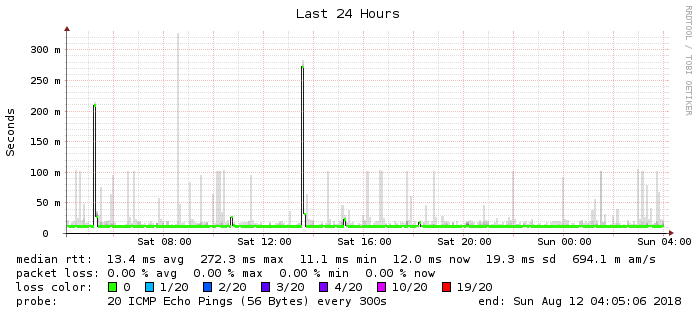 Last 24 Hours
RRDTOOL / TOBI OETIKER
Seconds
300 m
250 m
200 m
150 m
100 m
50 m
0
Sat 08:00 Sat 12:00 Sat 16:00 Sat 20:00 Sun 00:00 Sun 04:00
median rtt: 13.4 ms avg 272.3 ms max 11.1 ms min 12.0 ms now 19.3 ms sd 694.1 m am/s
packet loss: 0.00 % avg 0.00 % max 0.00 % min 0.00 % now
loss color: 0 1/20 2/20 3/20 4/20 10/20 19/20
probe: 20 ICMP Echo Pings (56 Bytes) every 300s end: Sun Aug 12 04:05:06 2018